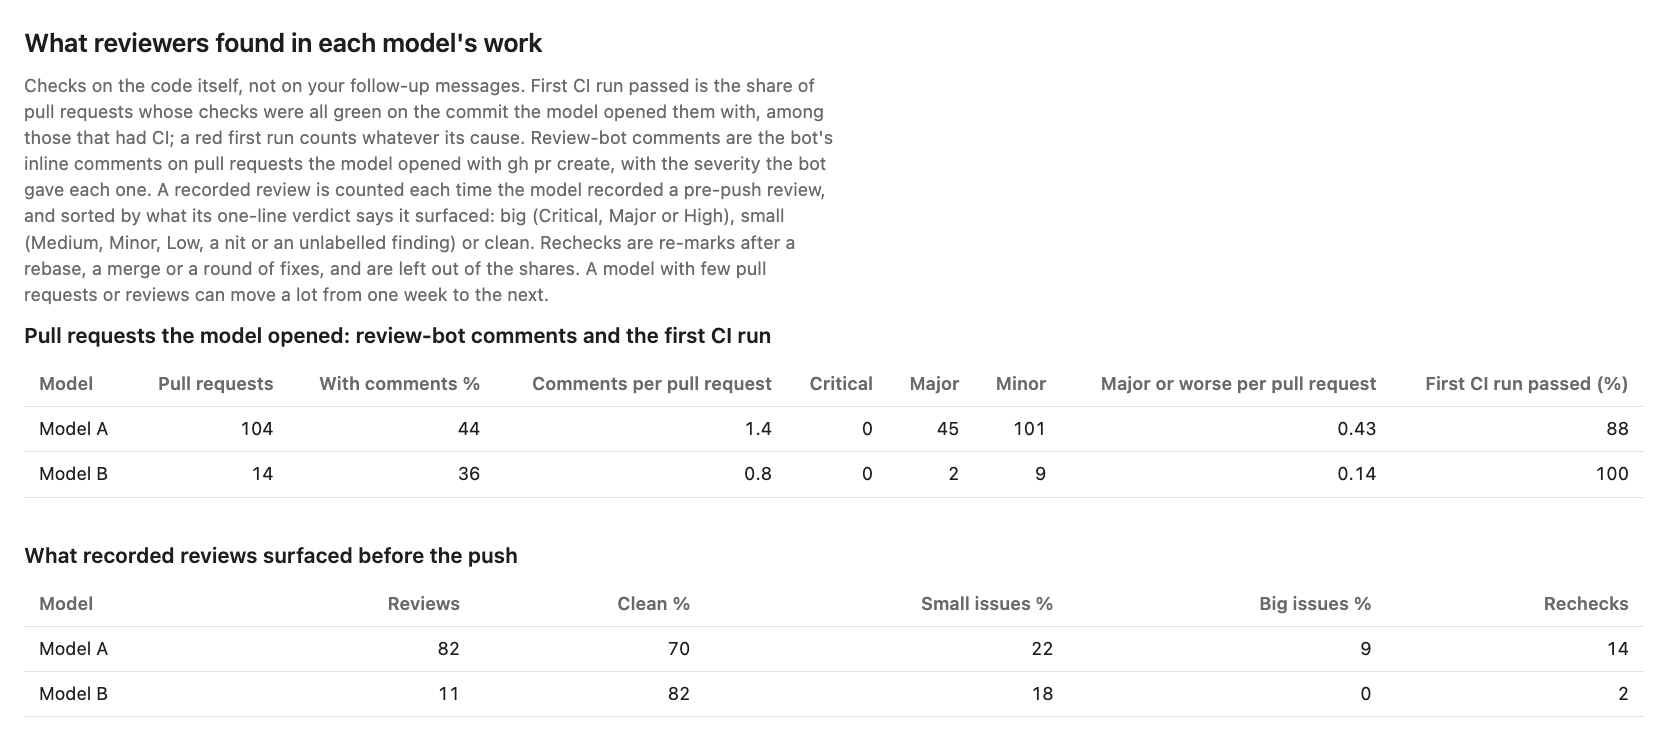 What reviewers found in each model's work
Checks on the code itself, not on your follow-up messages. First CI run passed is the share of
pull requests whose checks were all green on the commit the model opened them with, among
those that had CI; a red first run counts whatever its cause. Review-bot comments are the bot's
inline comments on pull requests the model opened with gh pr create, with the severity the bot
gave each one. A recorded review is counted each time the model recorded a pre-push review,
and sorted by what its one-line verdict says it surfaced: big (Critical, Major or High), small
(Medium, Minor, Low, a nit or an unlabelled finding) or clean. Rechecks are re-marks after a
rebase, a merge or a round of fixes, and are left out of the shares. A model with few pull
requests or reviews can move a lot from one week to the next.
Pull requests the model opened: review-bot comments and the first CI run
Model Pull requests With comments % Comments per pull request Critical Major Minor Major or worse per pull request First CI run passed (%)
Model A 104 44 1.4 0 45 101 0.43 88
Model B 14 36 0.8 0 2 9 0.14 100
What recorded reviews surfaced before the push
Model Reviews Clean % Small issues % Big issues % Rechecks
Model A 82 70 22 9 14
Model B 11 82 18 0 2